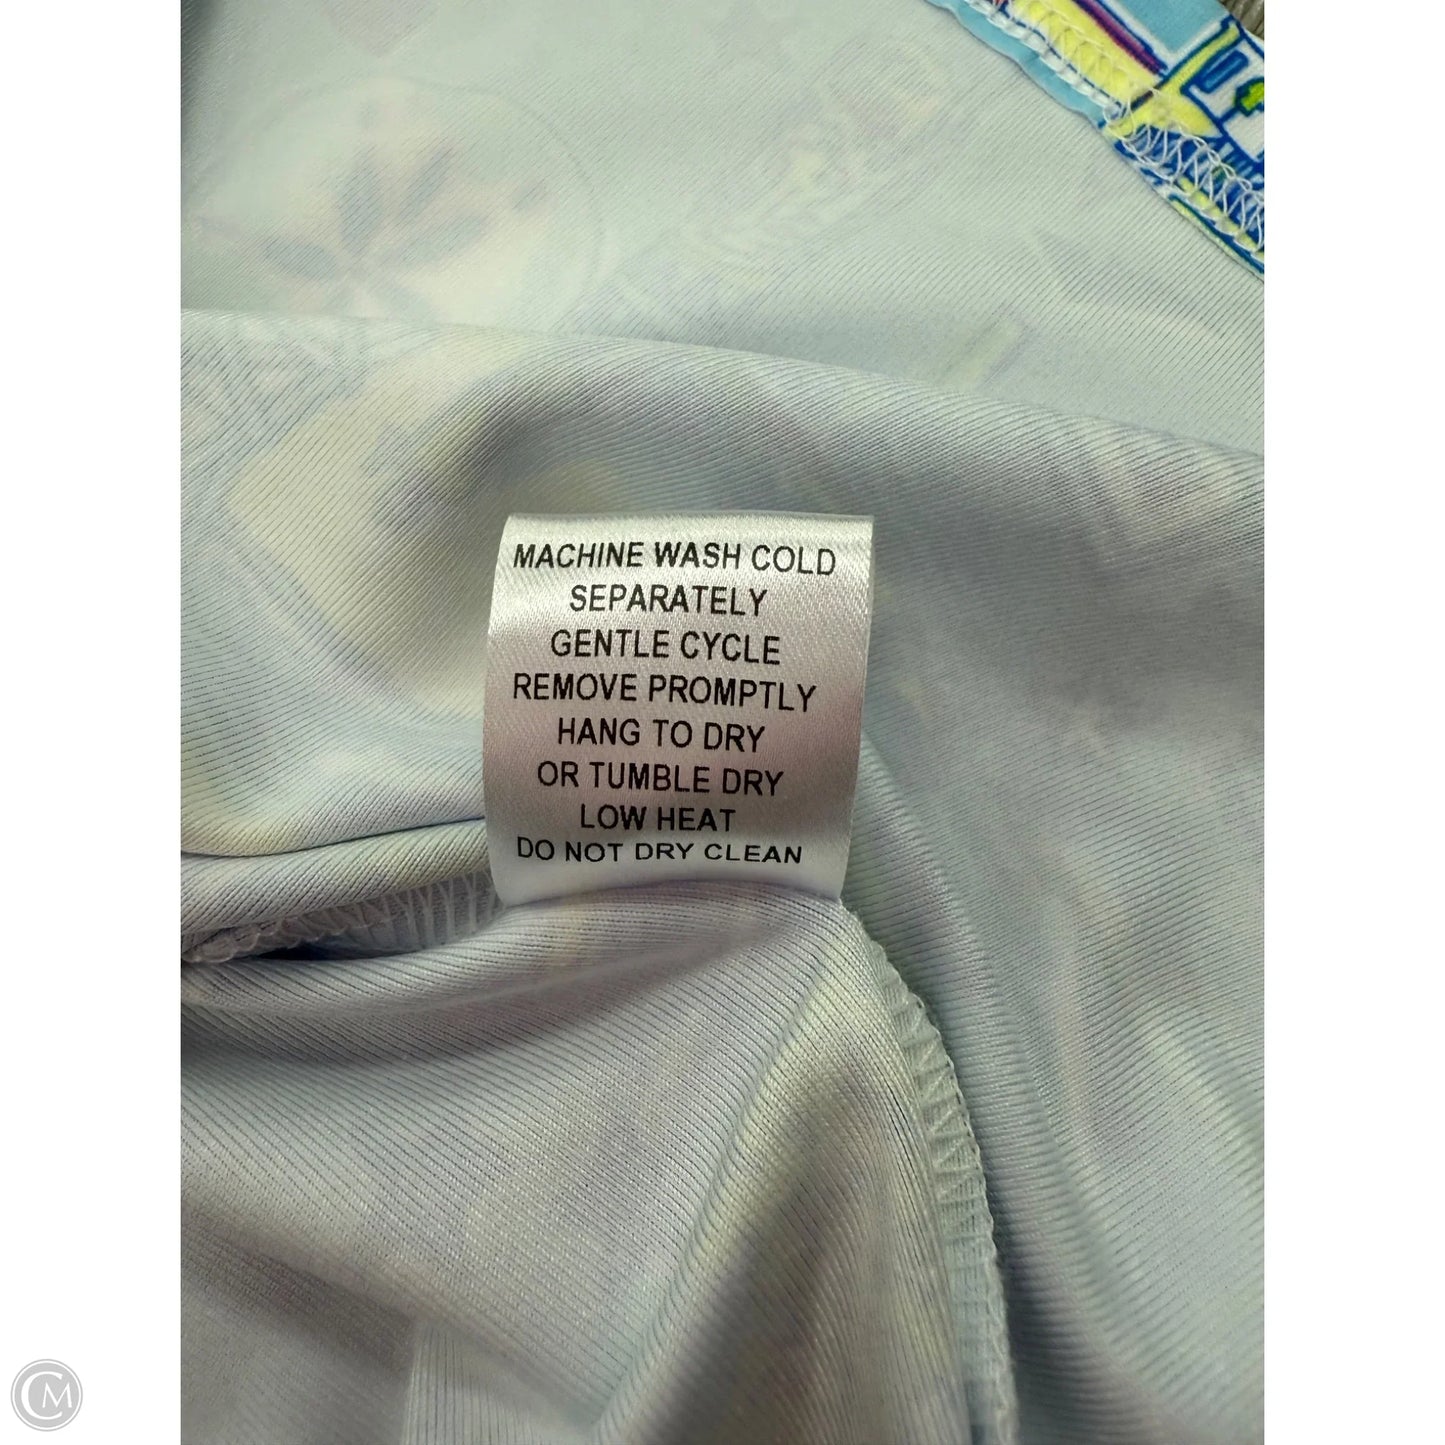 MACHINE WASH COLD
SEPARATELY
GENTLE CYCLE
REMOVE PROMPTLY
HANG TO DRY
OR TUMBLE DRY
LOW HEAT
DO NOT DRY CLEAN
CM